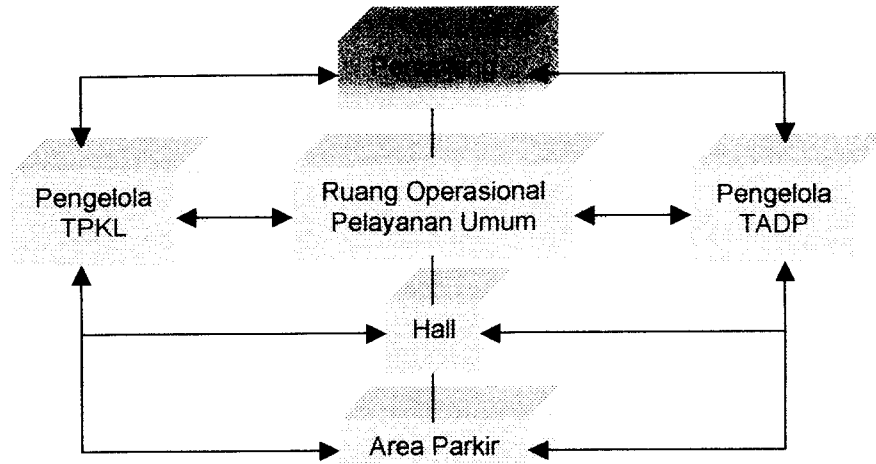 Pengelola
TPKL
Ruang Operasional
Pelayanan Umum
Pengelola
TADP
Hall
Area Parkir